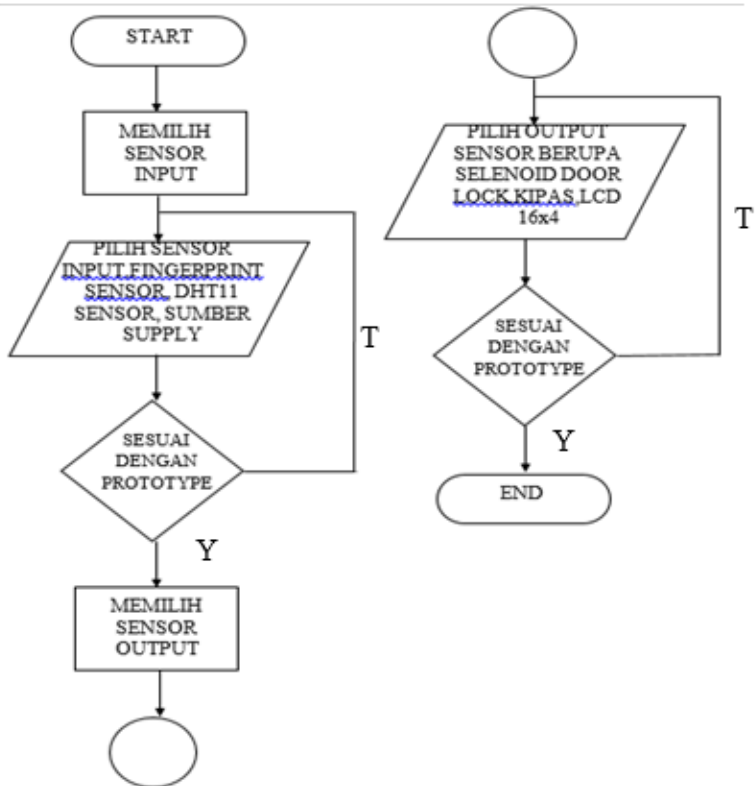 START
MEMILIH
SENSOR
INPUT
PILIH SENSOR
INPUT,FINGERPRINT
SENSOR, DHT11
SENSOR, SUMBER
SUPPLY
T
SESUAI
DENGAN
PROTOTYPE
Y
MEMILIH
SENSOR
OUTPUT
PILIH OUTPUT
SENSOR BERUPA
SELENOID DOOR
LOCK,KIPAS,LCD
16x4
T
SESUAI
DENGAN
PROTOTYPE
Y
END